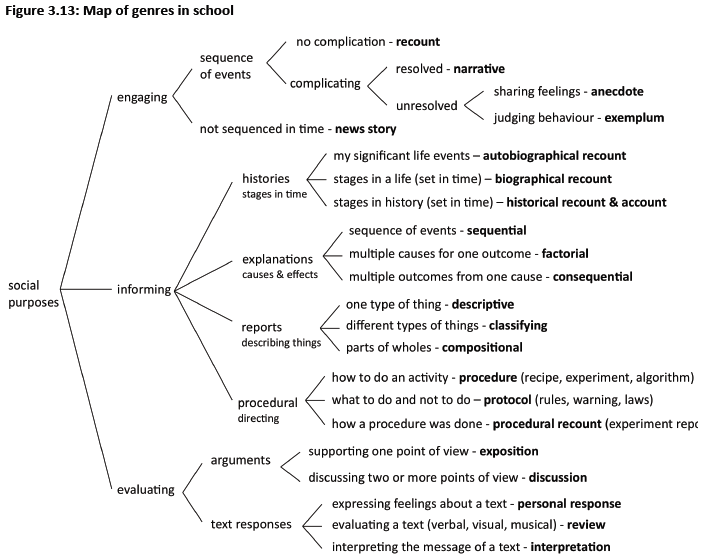 Figure 3.13: Map of genres in school
no complication - recount
sequence
of events
complicating
resolved - narrative
unresolved
sharing feelings - anecdote
judging behaviour - exemplum
engaging
not sequenced in time - news story
my significant life events – autobiographical recount
histories
stages in time
stages in a life (set in time) – biographical recount
stages in history (set in time) – historical recount & account
sequence of events - sequential
explanations
causes & effects
multiple causes for one outcome - factorial
multiple outcomes from one cause - consequential
social
purposes
informing
one type of thing - descriptive
reports
describing things
different types of things - classifying
parts of wholes - compositional
how to do an activity - procedure (recipe, experiment, algorithm)
procedural
directing
what to do and not to do – protocol (rules, warning, laws)
how a procedure was done - procedural recount (experiment repo
supporting one point of view - exposition
arguments
discussing two or more points of view - discussion
evaluating
expressing feelings about a text - personal response
text responses
evaluating a text (verbal, visual, musical) - review
interpreting the message of a text - interpretation